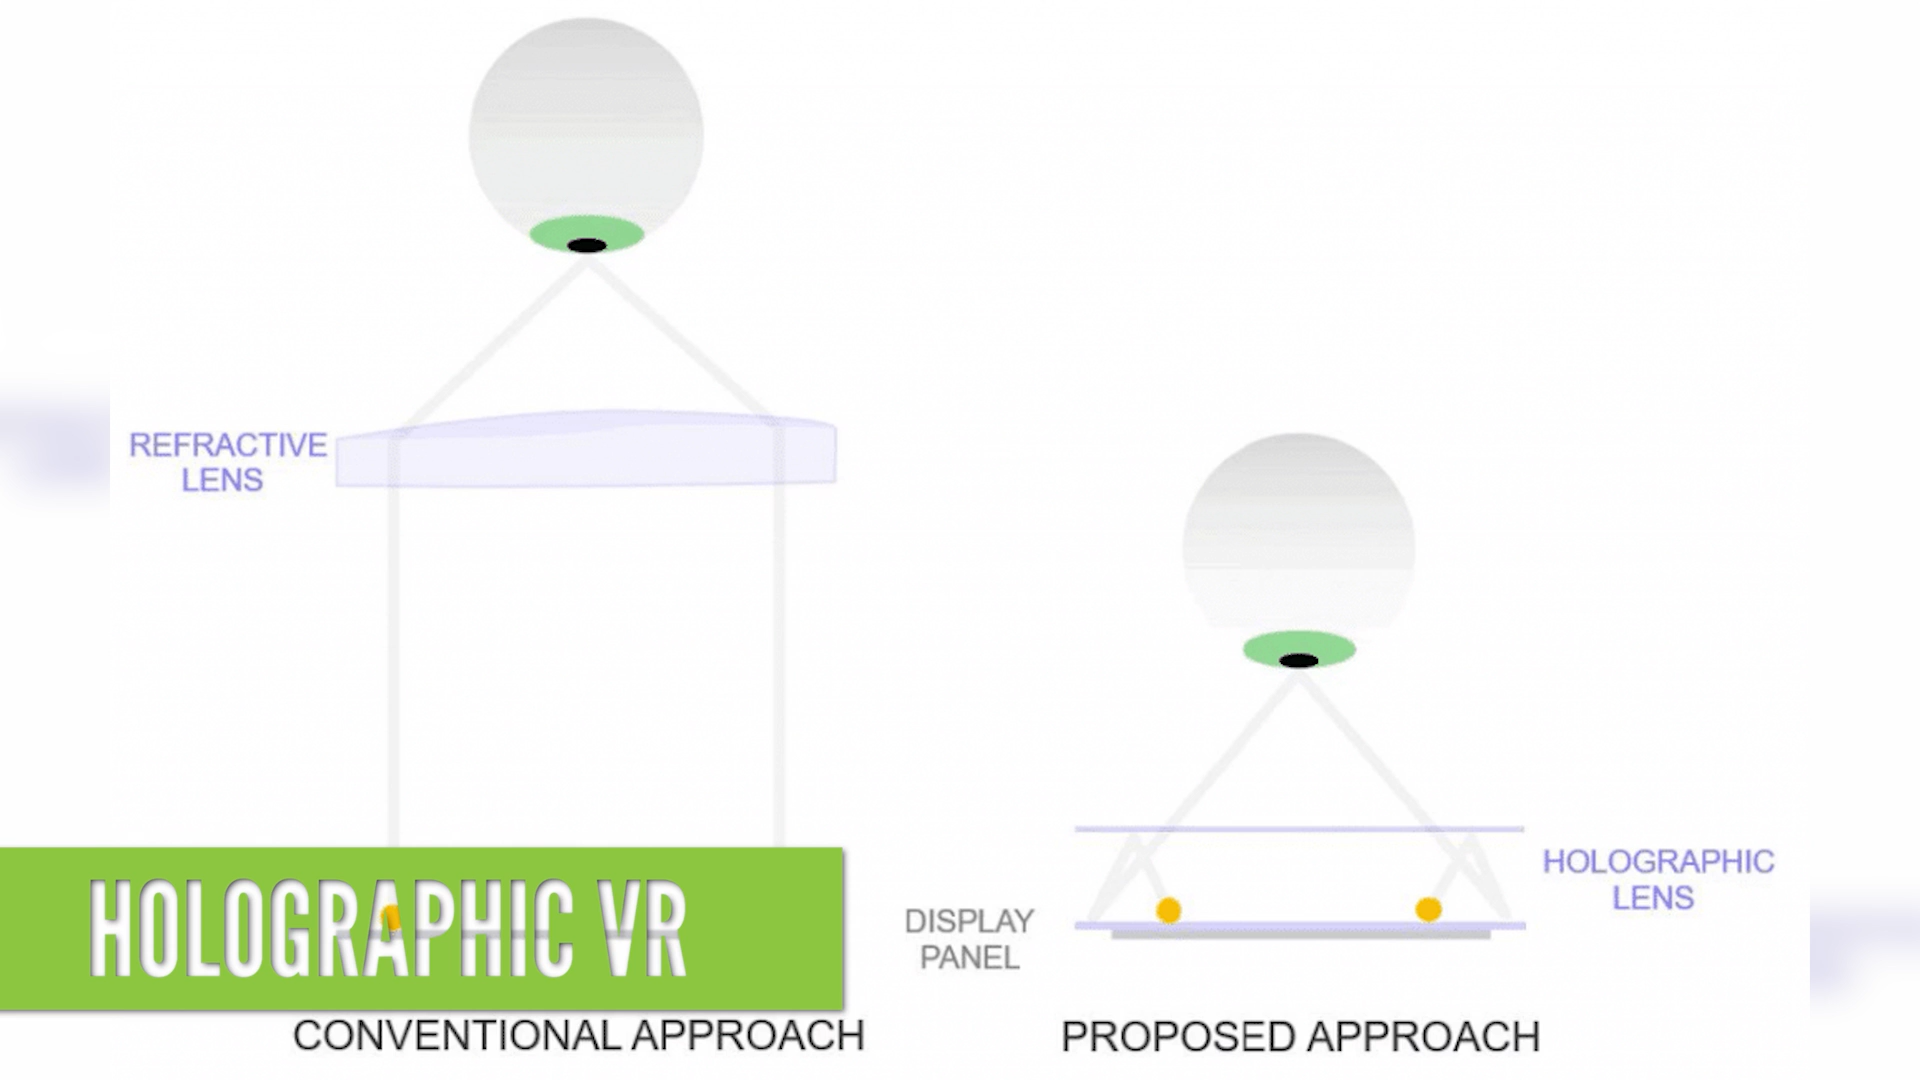 REFRACTIVE
LENS
HOLOGRAPHIC
LENS
DISPLAY
PANEL
HOLOGRAPHIC VR
CONVENTIONAL APPROACH
PROPOSED APPROACH